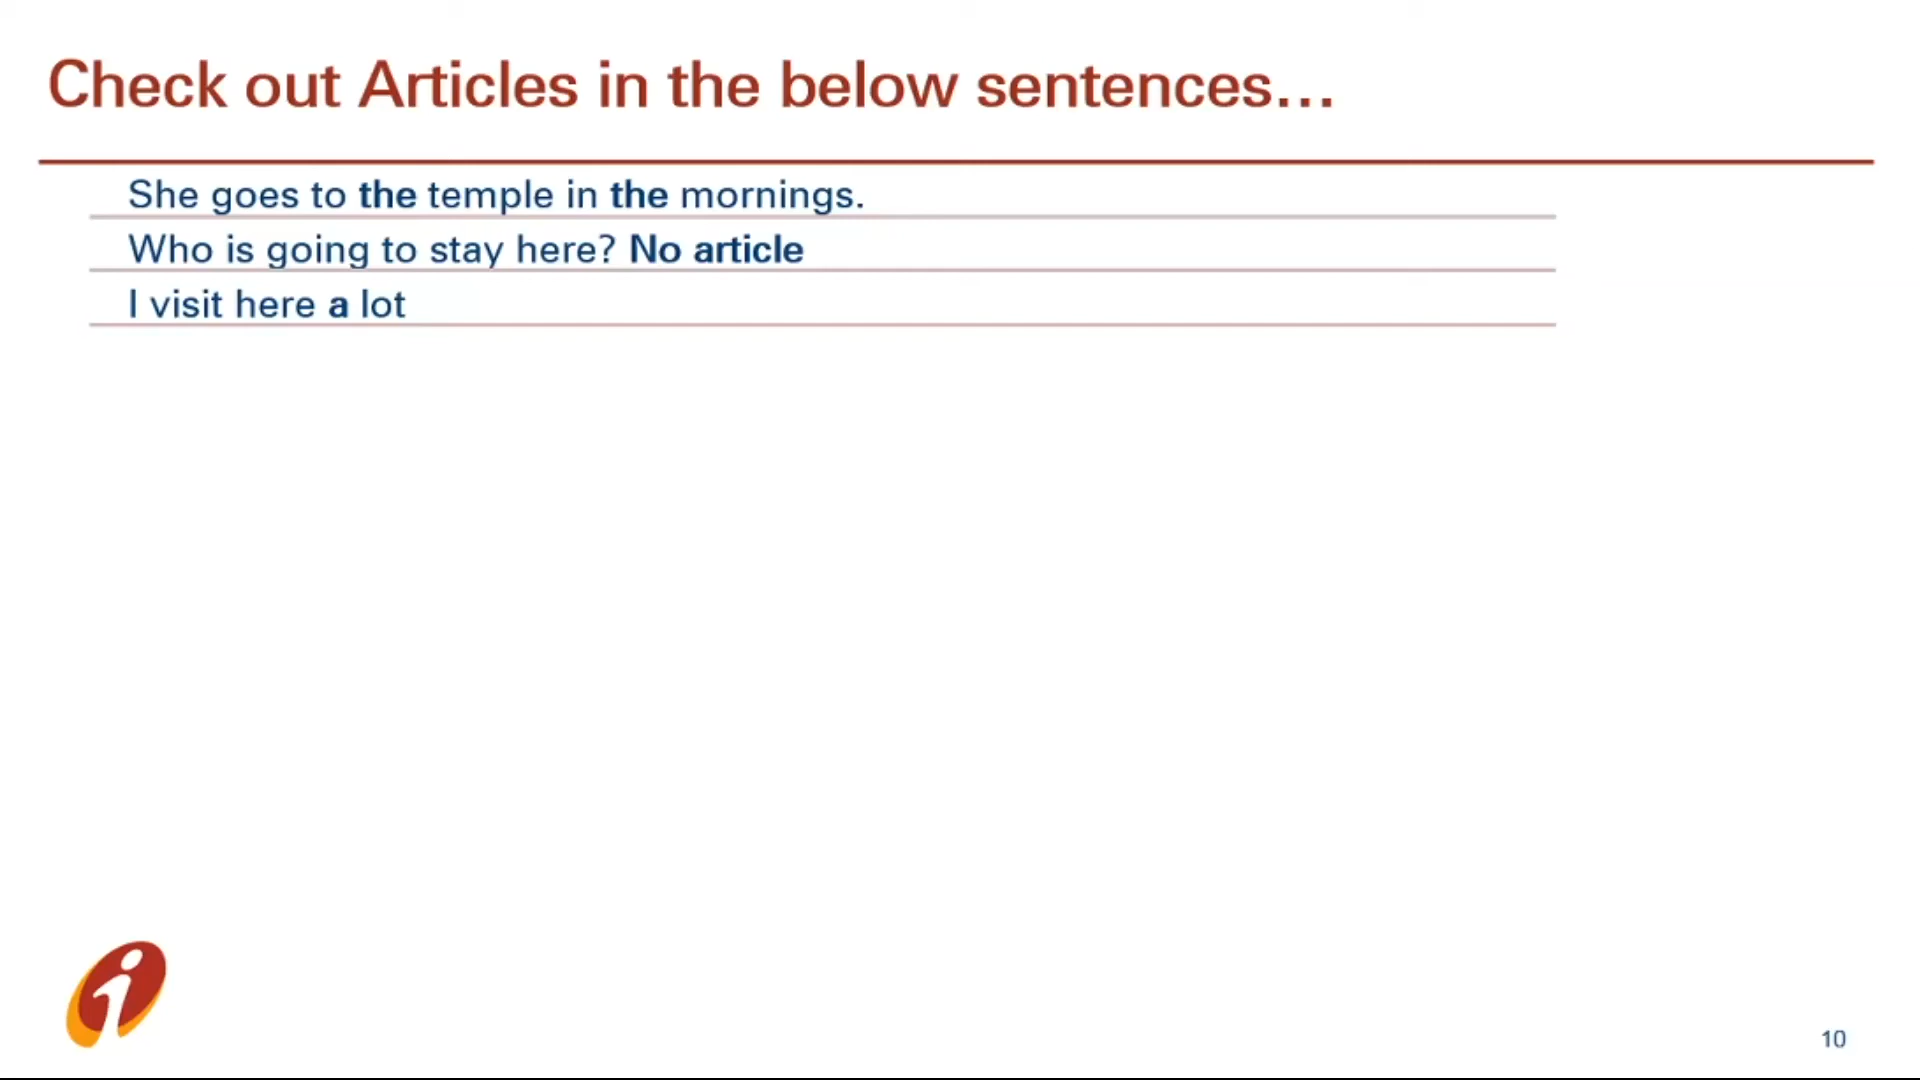 Check out Articles in the below sentences...
She goes to the temple in the mornings.
Who is going to stay here? No article
I visit here a lot
10